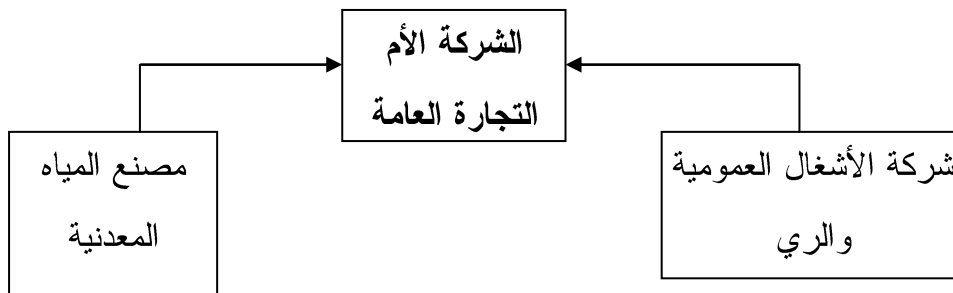 الشركة الأم
التجارة العامة
شركة الأشغال العمومية
والري
مصنع المياه
المعدنية